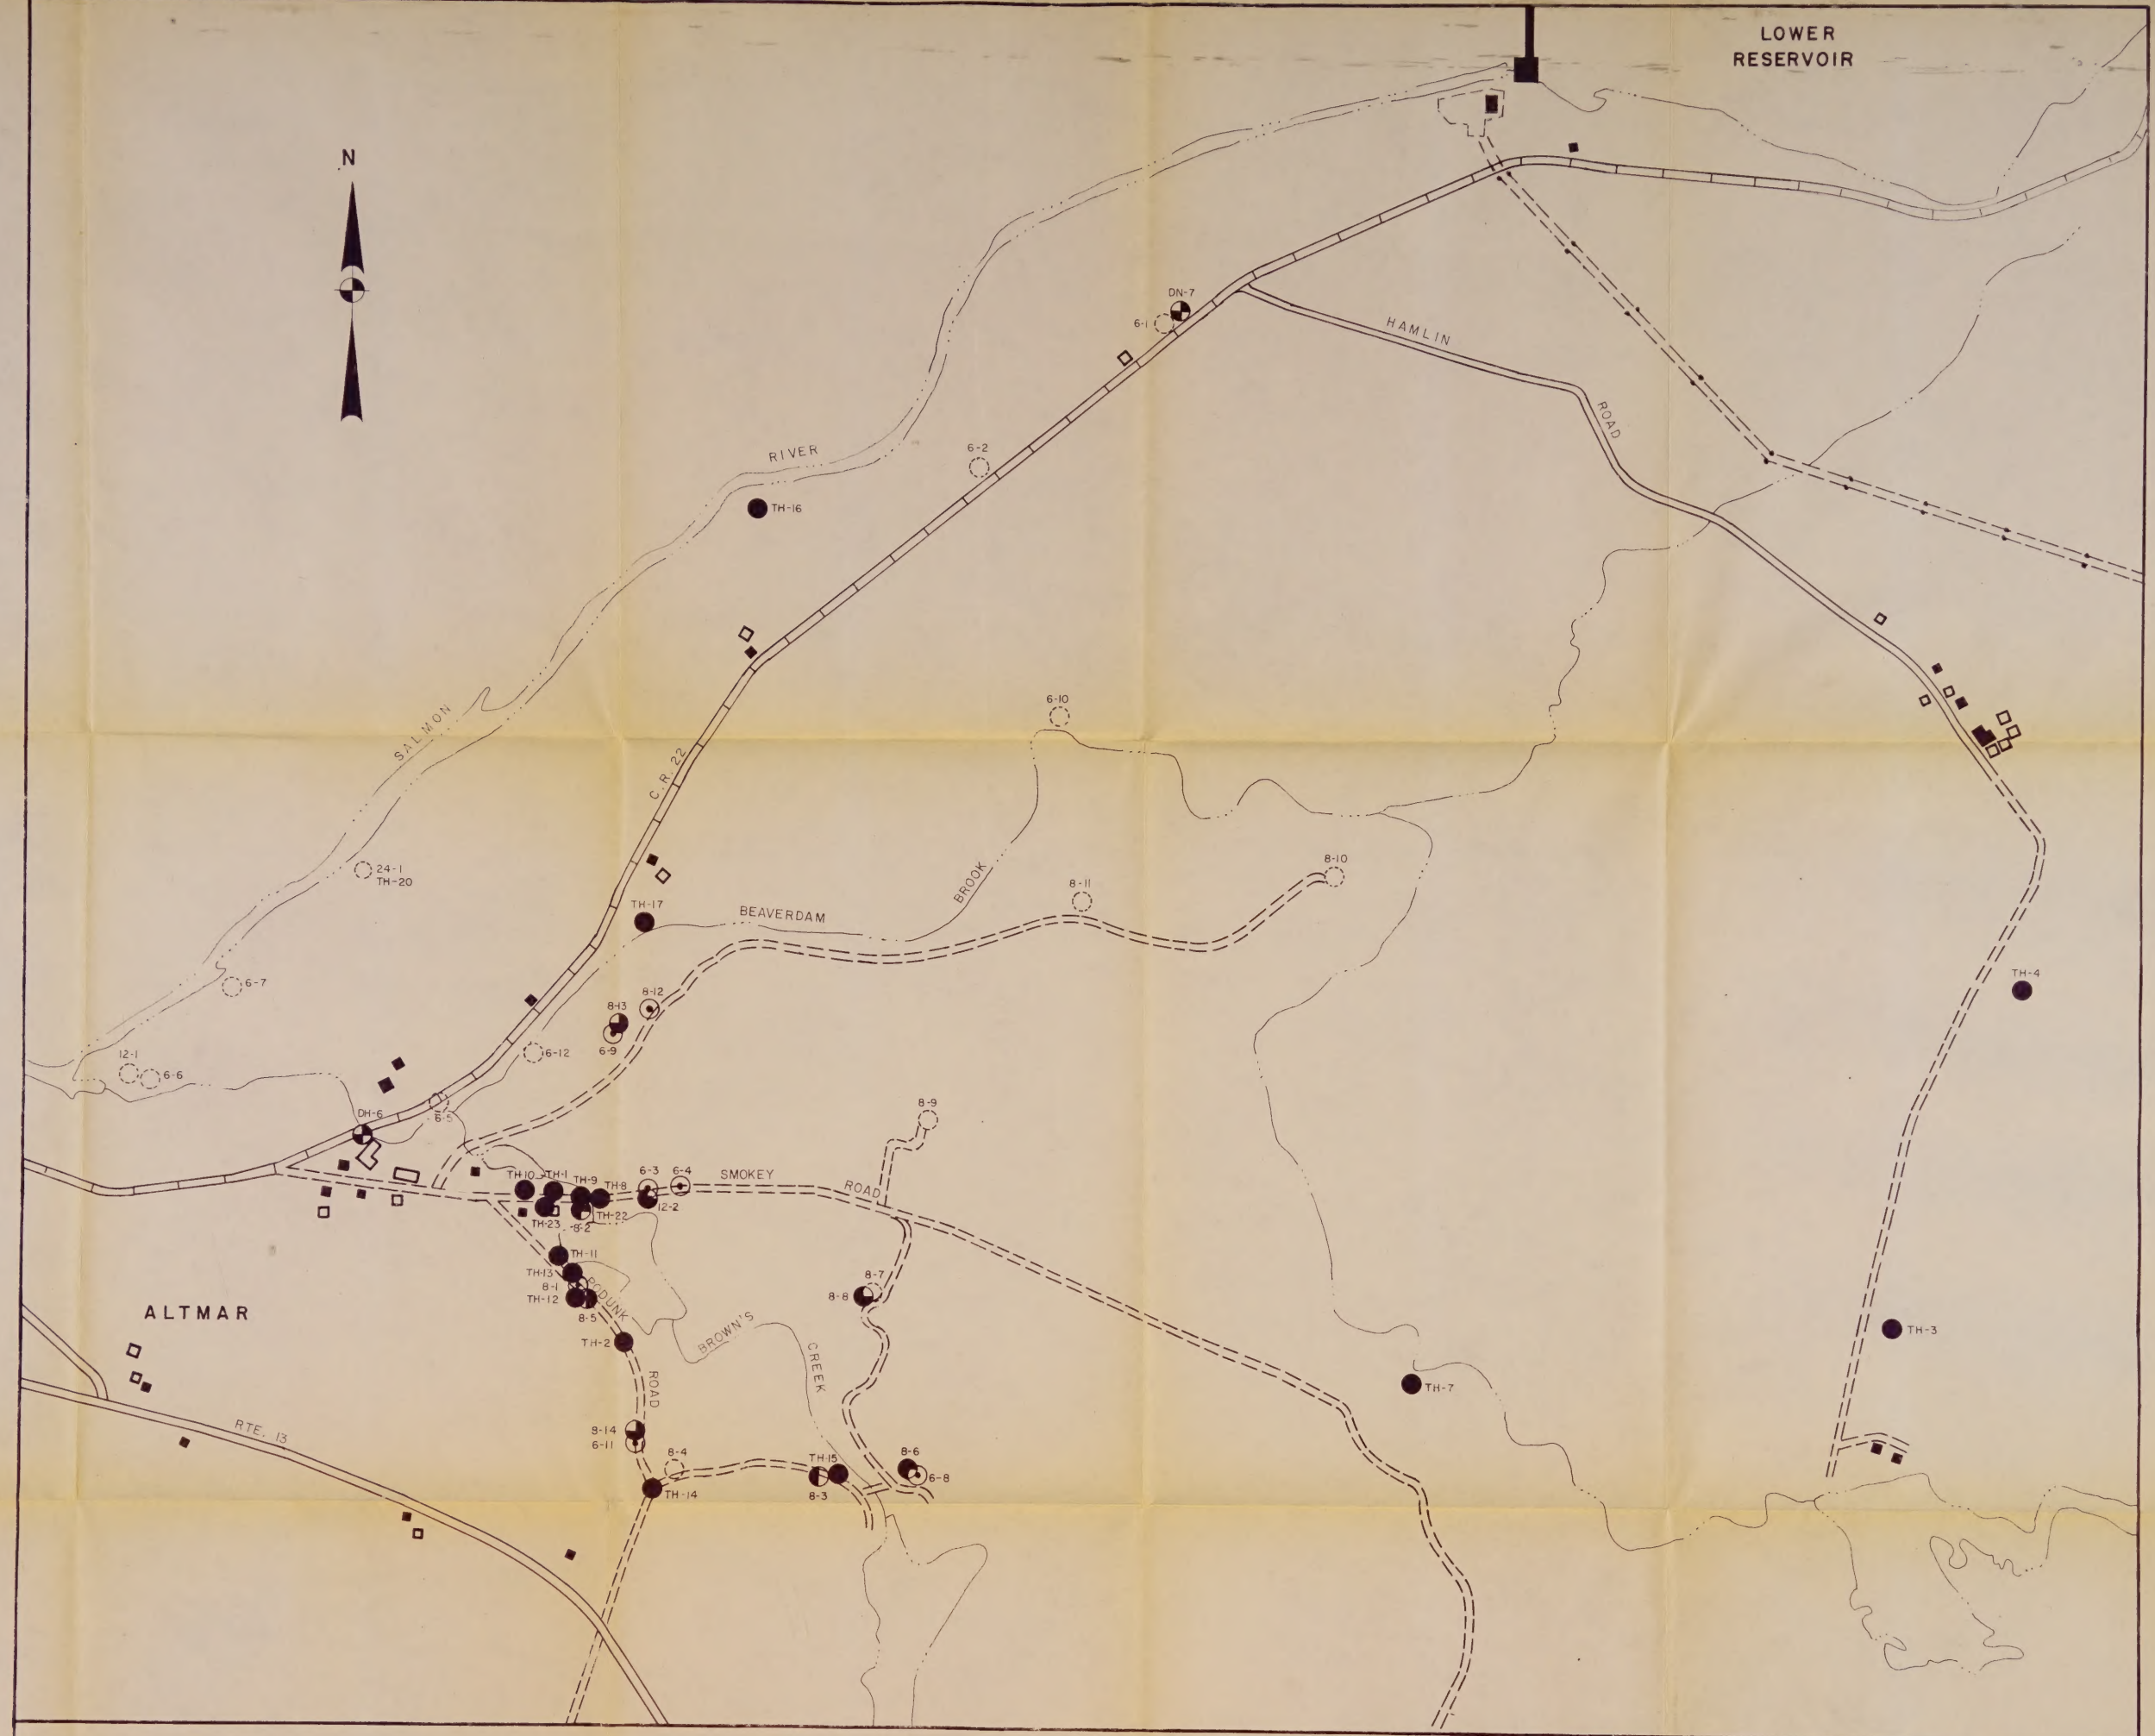 LOWER
RESERVOIR
N
DN-7
6-1
HAMLIN
ROAD
RIVER
6-2
TH-16
6-10
SALMON
C.R. 22
24-1
TH-20
8-10
8-11
BROOK
TH-17
BEAVERDAM
TH-4
6-7
8-12
8-13
6-9
6-12
12-1
6-6
DH-6
6-5
8-9
TH-10
TH-1
TH-9
TH-8
6-3
6-4
SMOKEY
ROAD
12-2
TH-23
8-2
TH-22
TH-11
TH-13
8-1
TH-12
8-5
PODUNK
8-7
8-8
ALTMAR
TH-2
BROWN'S
CREEK
TH-3
ROAD
TH-7
RTE. 13
8-14
6-11
8-4
TH-15
8-6
6-8
8-3
TH-14